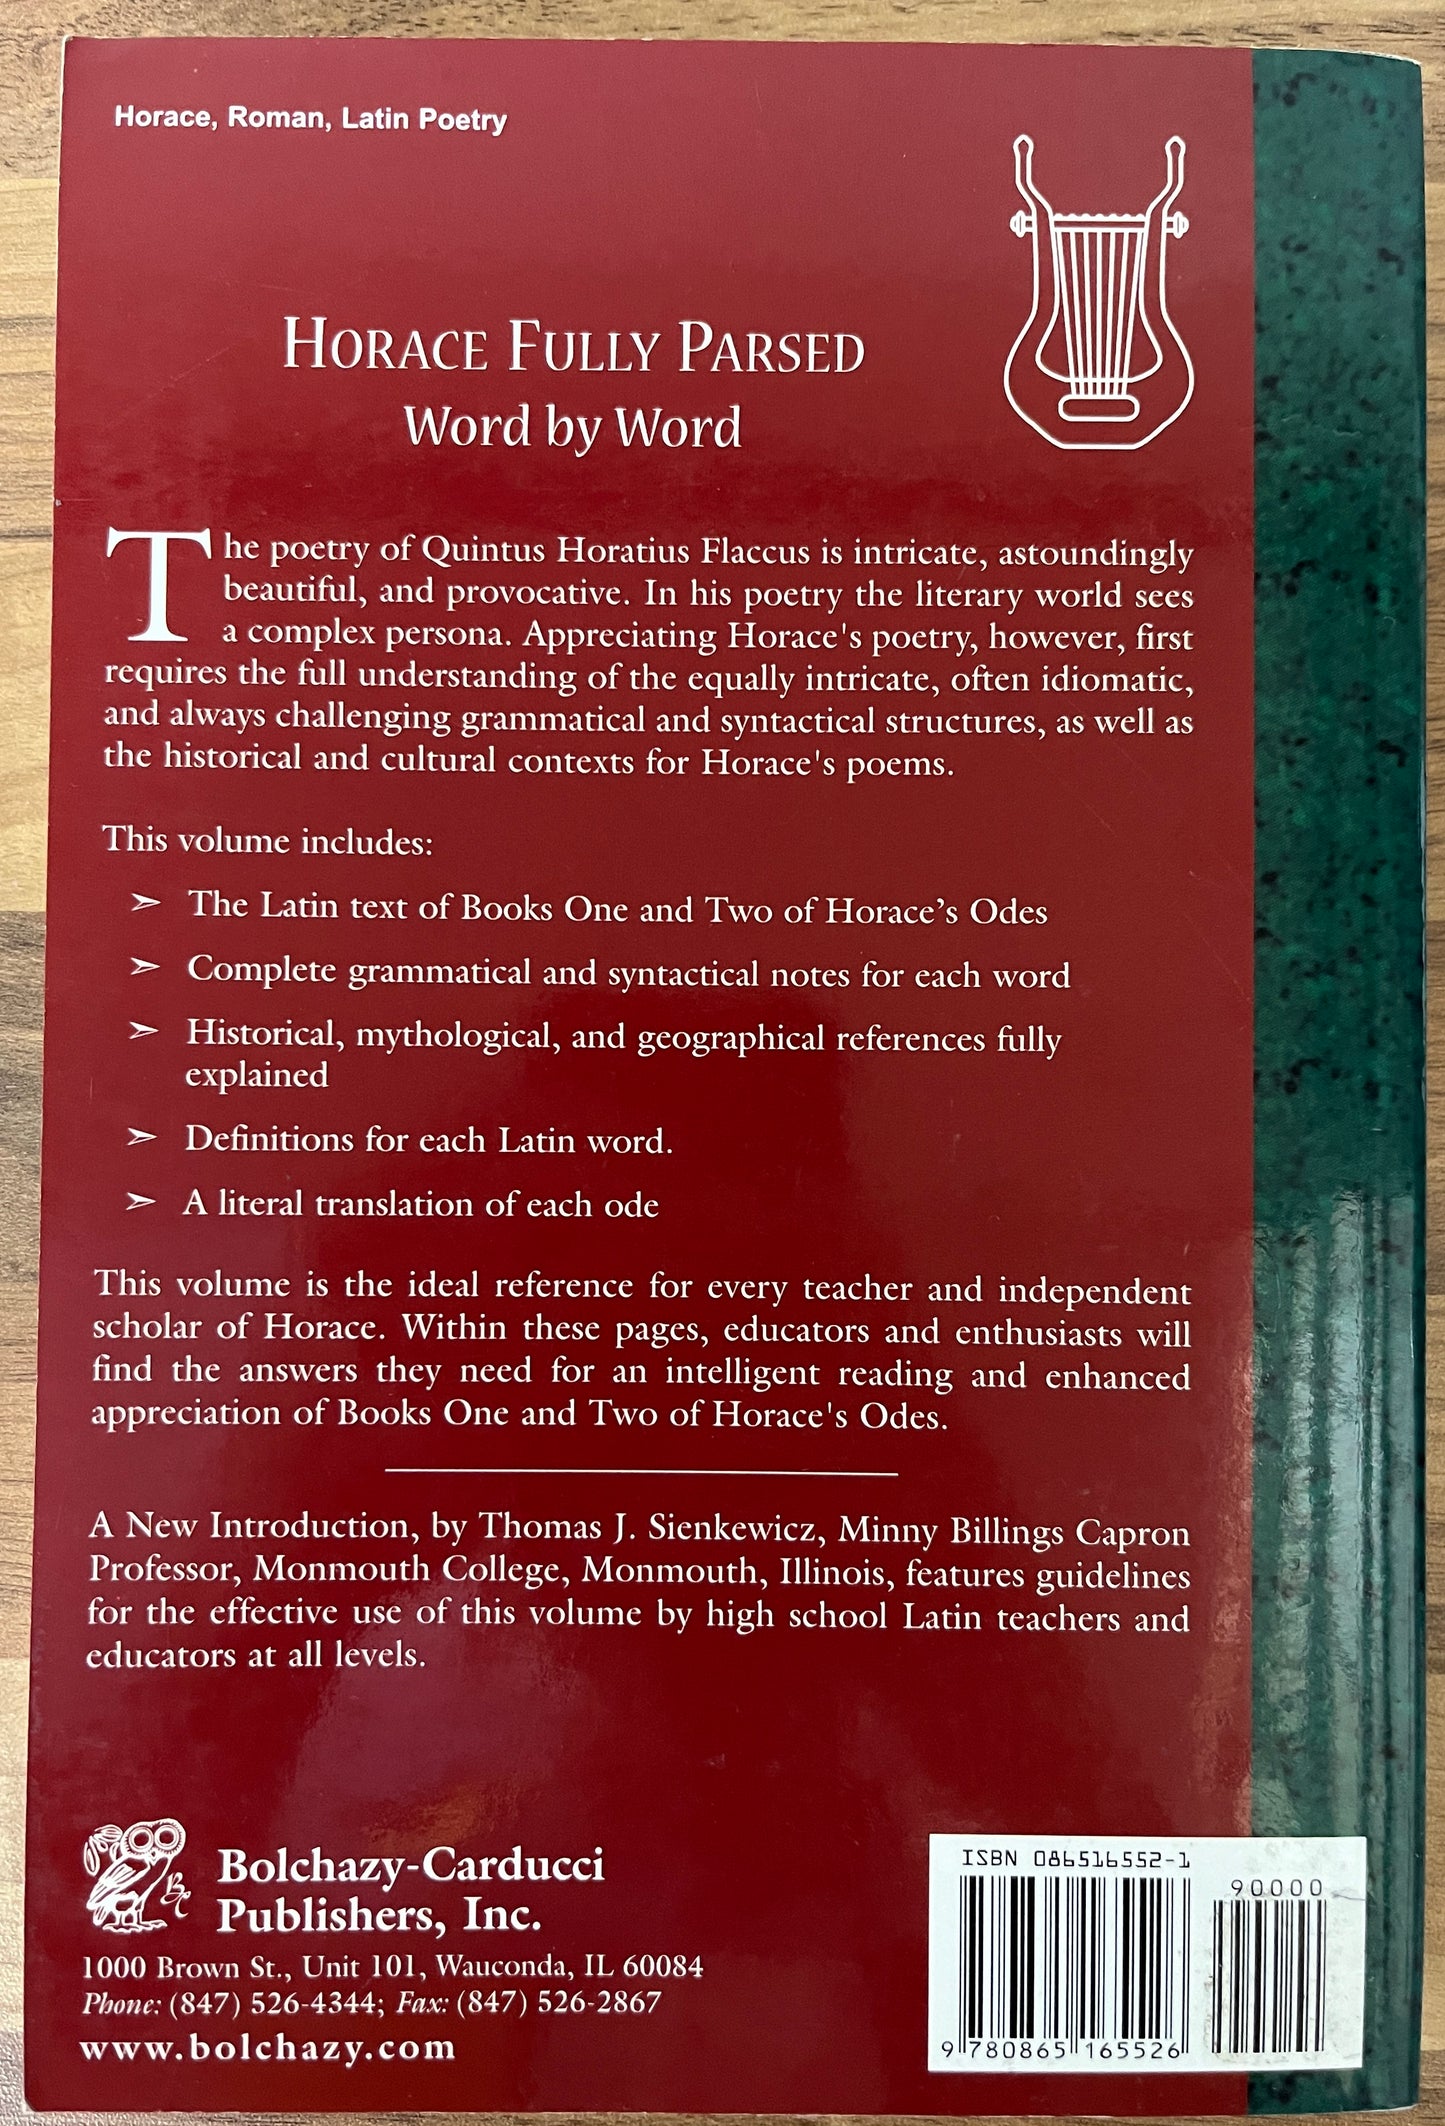 Horace, Roman, Latin Poetry
HORACE FULLY PARSED
Word by Word
The poetry of Quintus Horatius Flaccus is intricate, astoundingly
beautiful, and provocative. In his poetry the literary world sees
a complex persona. Appreciating Horace's poetry, however, first
requires the full understanding of the equally intricate, often idiomatic,
and always challenging grammatical and syntactical structures, as well as
the historical and cultural contexts for Horace's poems.
This volume includes:
➢ The Latin text of Books One and Two of Horace’s Odes
➢ Complete grammatical and syntactical notes for each word
➢ Historical, mythological, and geographical references fully
explained
➢ Definitions for each Latin word.
➢ A literal translation of each ode
This volume is the ideal reference for every teacher and independent
scholar of Horace. Within these pages, educators and enthusiasts will
find the answers they need for an intelligent reading and enhanced
appreciation of Books One and Two of Horace's Odes.
A New Introduction, by Thomas J. Sienkewicz, Minny Billings Capron
Professor, Monmouth College, Monmouth, Illinois, features guidelines
for the effective use of this volume by high school Latin teachers and
educators at all levels.
BC
Bolchazy-Carducci
Publishers, Inc.
1000 Brown St., Unit 101, Wauconda, IL 60084
Phone: (847) 526-4344; Fax: (847) 526-2867
www.bolchazy.com
ISBN 086516552-1
90000
9 780865 165526